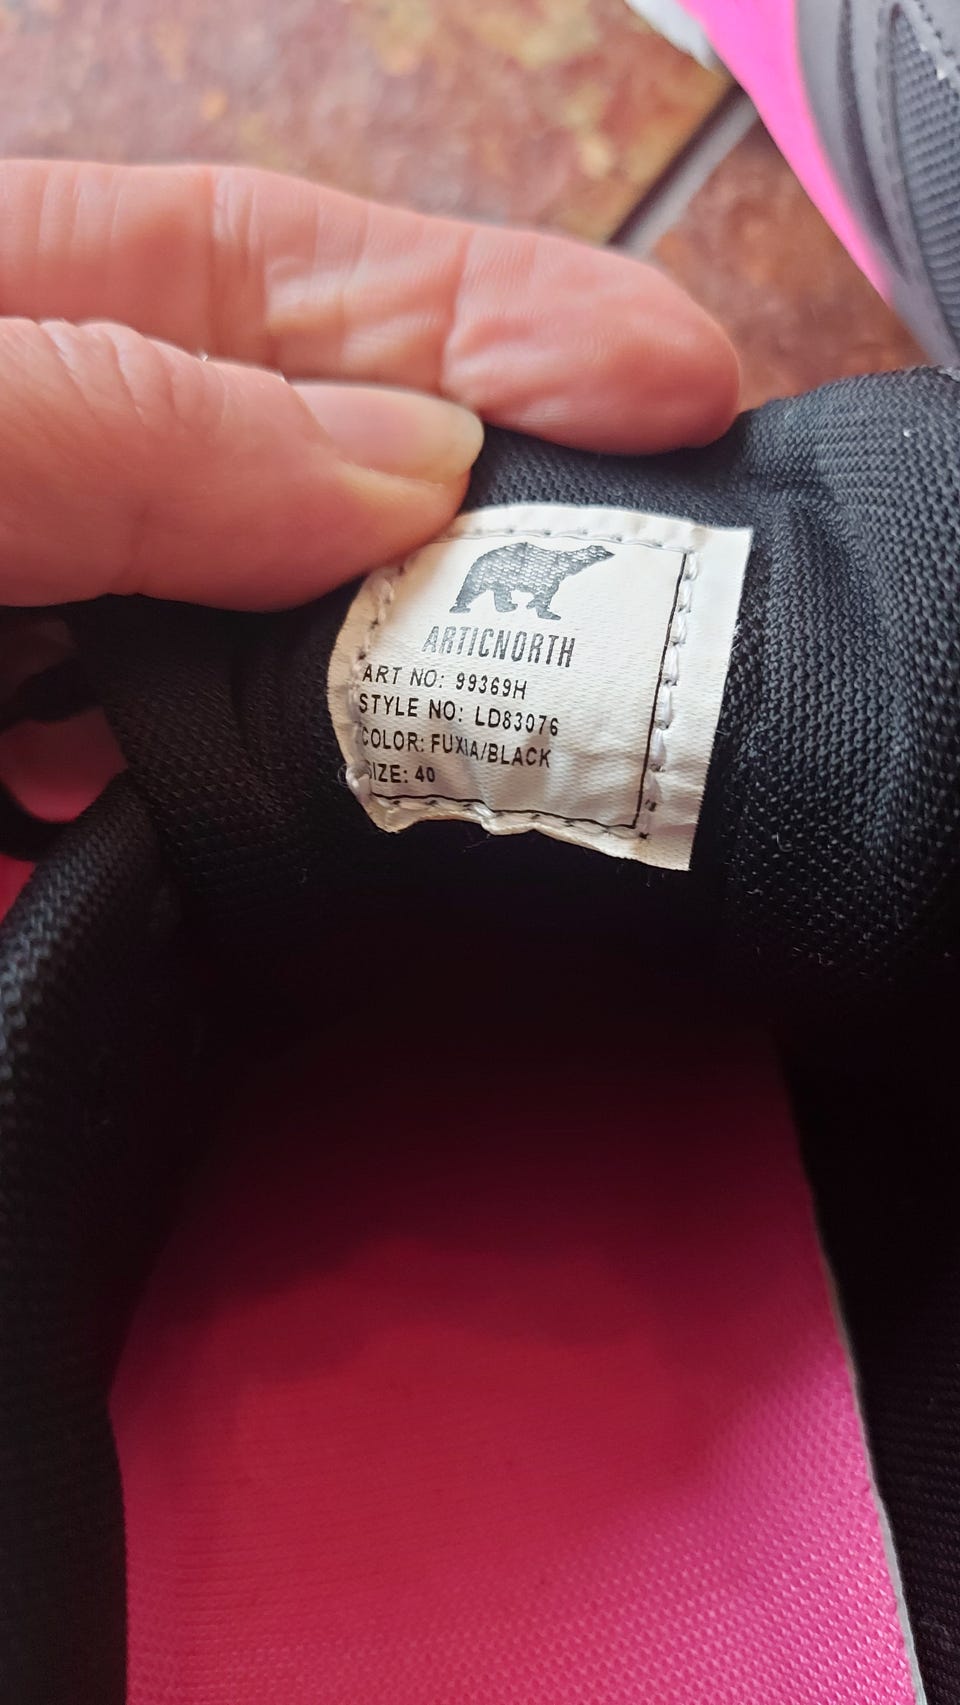 ARTICNORTH
ART NO: 99369H
STYLE NO: LD83076
COLOR: FUXIA/BLACK
SIZE: 40